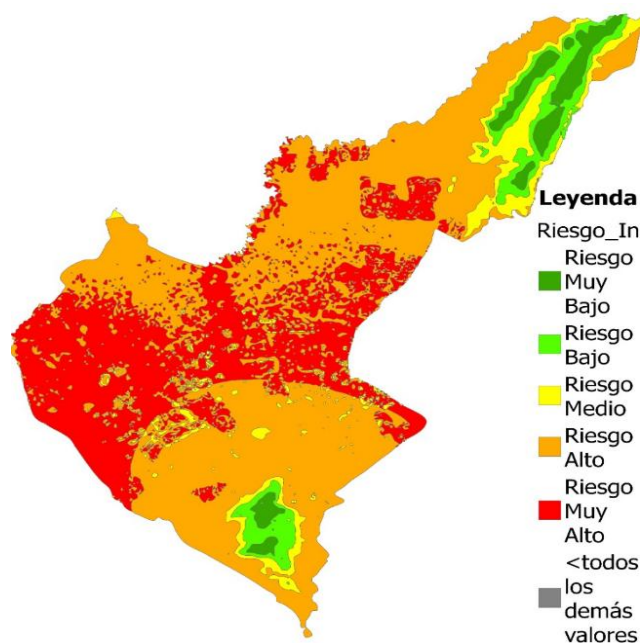 Leyenda
Riesgo_In
Riesgo
Muy
Bajo
Riesgo
Bajo
Riesgo
Medio
Riesgo
Alto
Riesgo
Muy
Alto
<todos
los
demás
valores